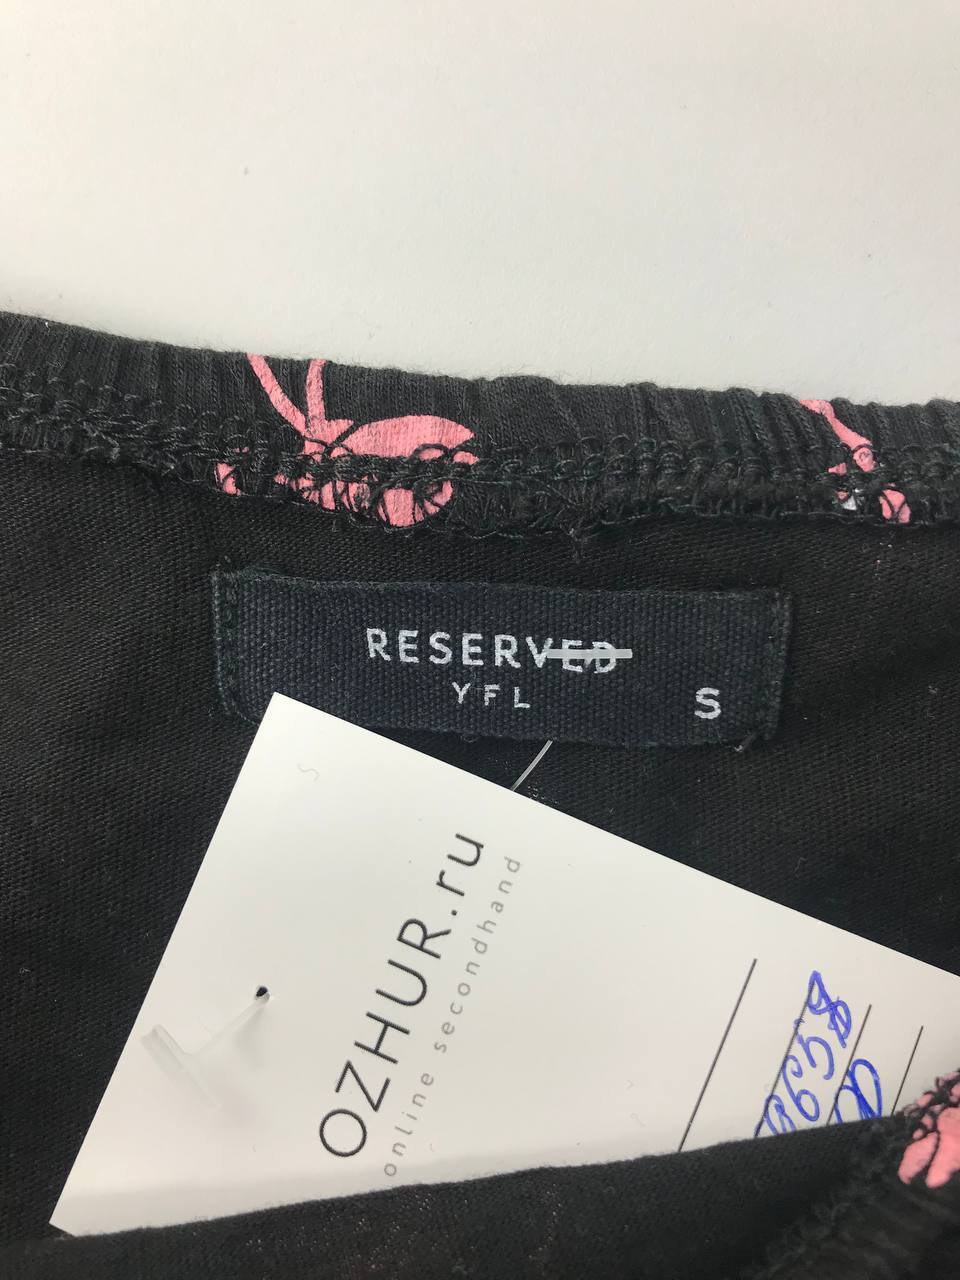 RESERVED
YFL
S
OZHUR.ru
online secondhand